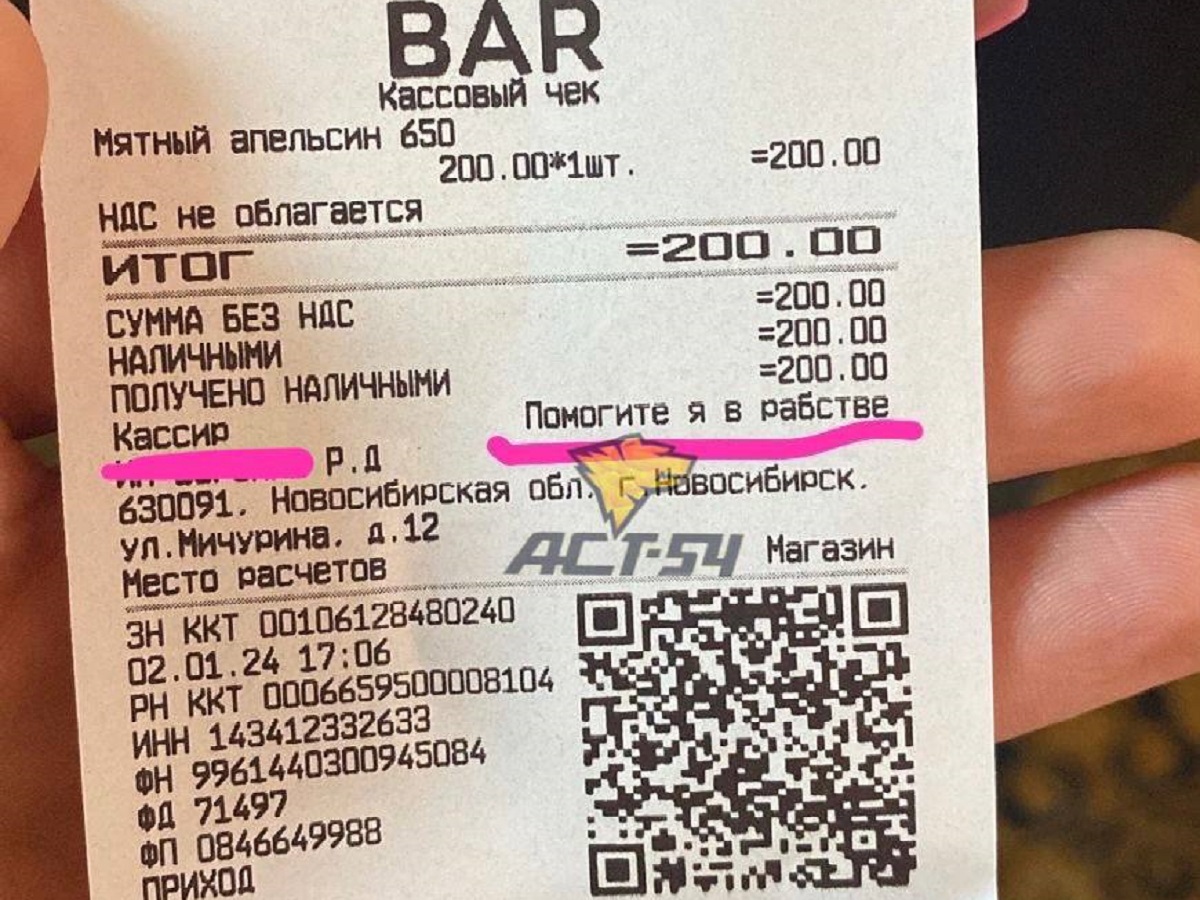 BAR
Кассовый чек
Мятный апельсин 650
200.00*1шт. =200.00
НДС не облагается
ИТОГ =200.00
СУММА БЕЗ НДС =200.00
НАЛИЧНЫМИ =200.00
ПОЛУЧЕНО НАЛИЧНЫМИ =200.00
Кассир Помогите я в рабстве
Р.Д
630091, Новосибирская обл. г.Новосибирск.
ул.Мичурина, д.12
АСТ-54
Место расчетов Магазин
ЗН ККТ 00106128480240
02.01.24 17:06
РН ККТ 0006659500008104
ИНН 143412332633
ФН 9961440300945084
ФД 71497
ФП 0846649988
ПРИХОД